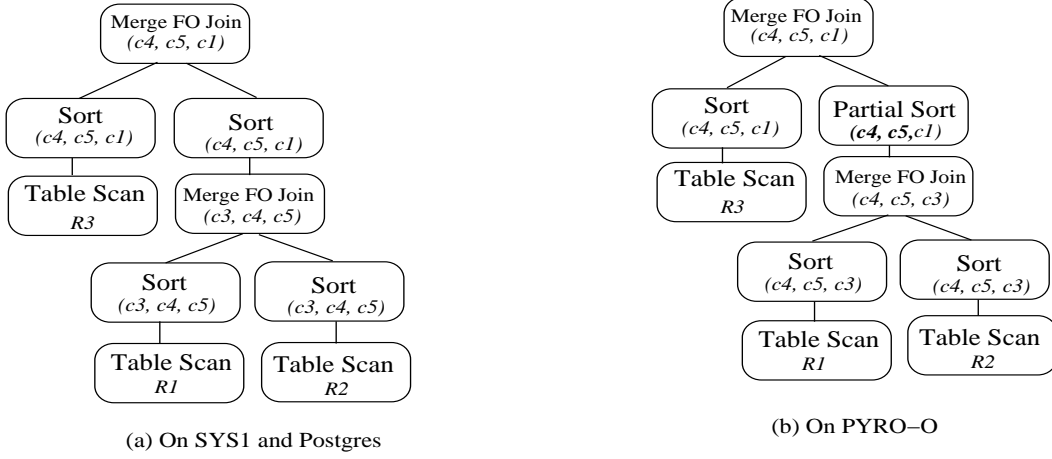 Merge FO Join
(c4, c5, c1)
Sort
(c4, c5, c1)
Sort
(c4, c5, c1)
Table Scan
R3
Merge FO Join
(c3, c4, c5)
Sort
(c3, c4, c5)
Sort
(c3, c4, c5)
Table Scan
R1
Table Scan
R2
(a) On SYS1 and Postgres
Merge FO Join
(c4, c5, c1)
Sort
(c4, c5, c1)
Partial Sort
(c4, c5,c1)
Table Scan
R3
Merge FO Join
(c4, c5, c3)
Sort
(c4, c5, c3)
Sort
(c4, c5, c3)
Table Scan
R1
Table Scan
R2
(b) On PYRO−O